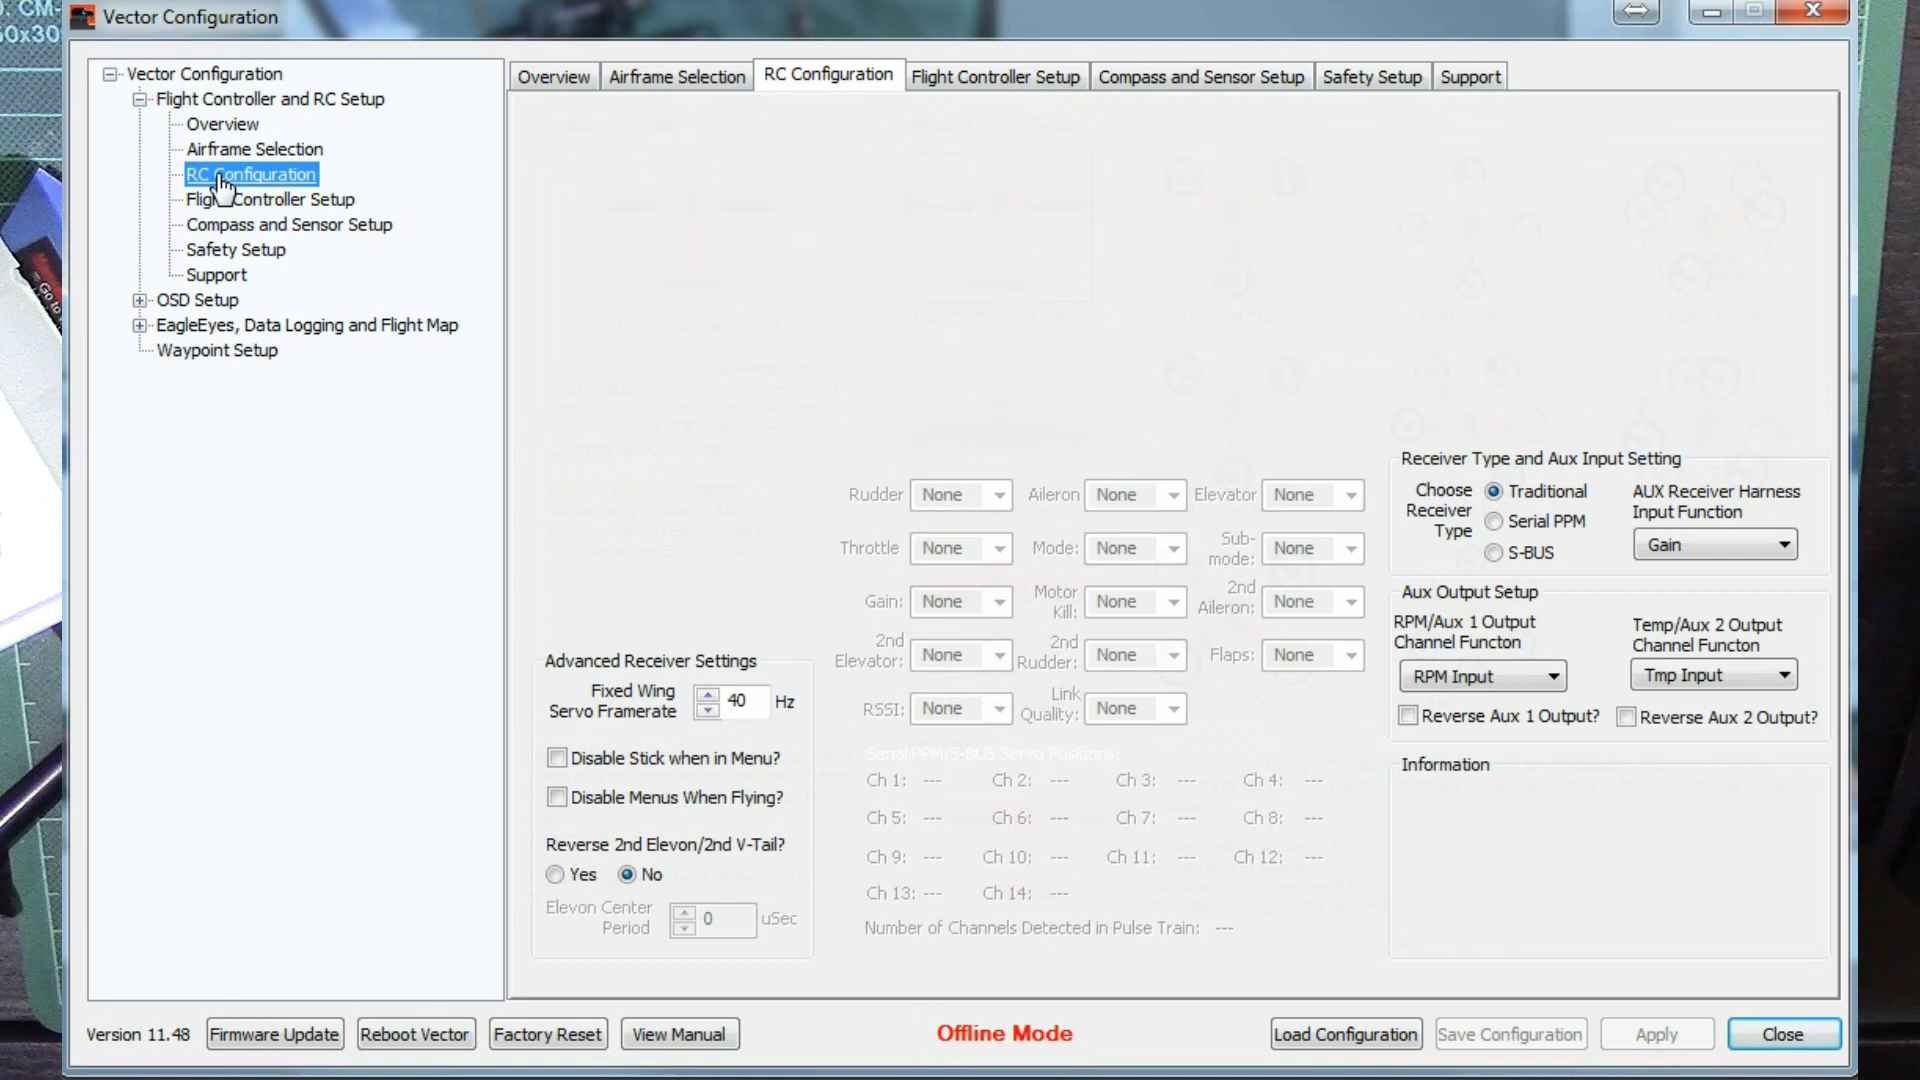 Vector Configuration
Vector Configuration
Flight Controller and RC Setup
Overview
Airframe Selection
RC Configuration
Flight Controller Setup
Compass and Sensor Setup
Safety Setup
Support
OSD Setup
EagleEyes, Data Logging and Flight Map
Waypoint Setup
Overview
Airframe Selection
RC Configuration
Flight Controller Setup
Compass and Sensor Setup
Safety Setup
Support
Rudder None Aileron None Elevator None
Throttle None Mode: None Sub-
mode: None
Gain: None Motor
Kill: None 2nd
Aileron: None
2nd
Elevator: None 2nd
Rudder: None Flaps: None
RSSI: None Link
Quality: None
Advanced Receiver Settings
Fixed Wing
Servo Framerate 40 Hz
Disable Stick when in Menu?
Disable Menus When Flying?
Reverse 2nd Elevon/2nd V-Tail?
Yes No
Elevon Center
Period 0 uSec
Serial PPM/S-BUS Servo Positions:
Ch 1: --- Ch 2: --- Ch 3: --- Ch 4: ---
Ch 5: --- Ch 6: --- Ch 7: --- Ch 8: ---
Ch 9: --- Ch 10: --- Ch 11: --- Ch 12: ---
Ch 13: --- Ch 14: ---
Number of Channels Detected in Pulse Train: ---
Receiver Type and Aux Input Setting
Choose
Receiver
Type
Traditional
Serial PPM
S-BUS
AUX Receiver Harness
Input Function
Gain
Aux Output Setup
RPM/Aux 1 Output
Channel Functon
RPM Input
Reverse Aux 1 Output?
Temp/Aux 2 Output
Channel Functon
Tmp Input
Reverse Aux 2 Output?
Information
Version 11.48 Firmware Update Reboot Vector Factory Reset View Manual Offline Mode Load Configuration Save Configuration Apply Close